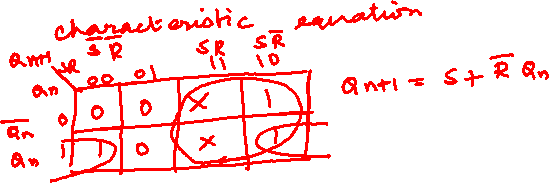 characteristic equation
Qn+1 S̅ R̅ SR SR̅
SR 00 01 11 10
Qn
Q̅n 0 0 0 x 1 Qn+1 = S + R̅ Qn
Qn 1 1 0 x 1